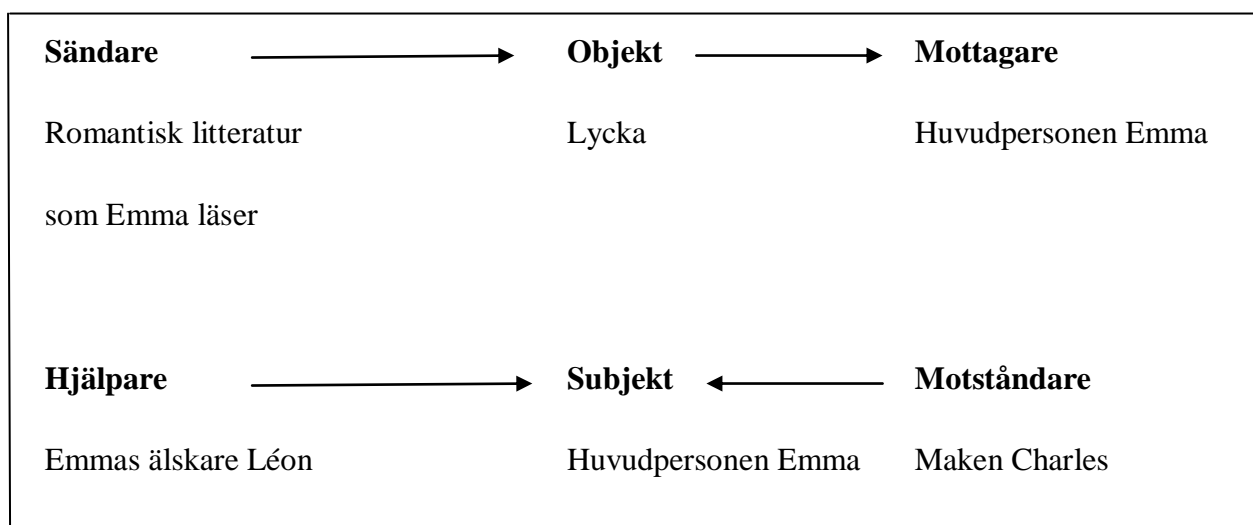 Sändare Objekt Mottagare
Romantisk litteratur Lycka Huvudpersonen Emma
som Emma läser
Hjälpare Subjekt Motståndare
Emmas älskare Léon Huvudpersonen Emma Maken Charles